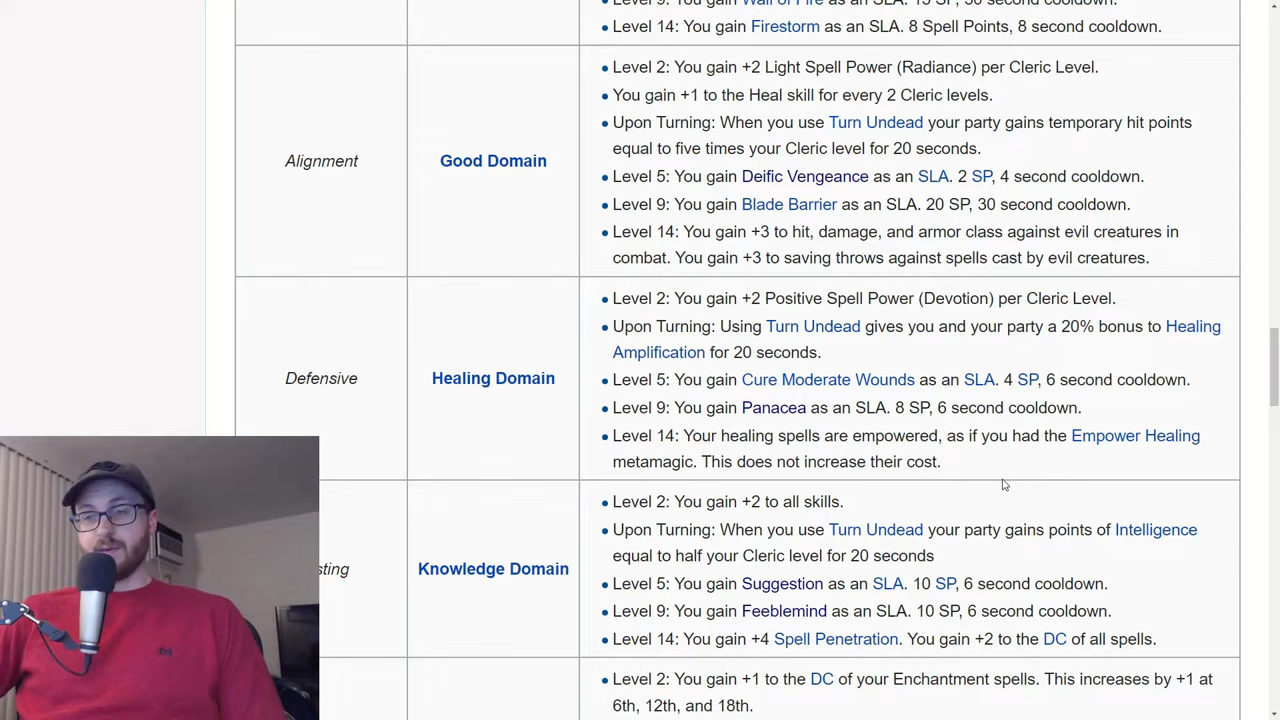 Level 9: You gain Wall of Fire as an SLA. 15 SP, 30 second cooldown.
Level 14: You gain Firestorm as an SLA. 8 Spell Points, 8 second cooldown.
Alignment
Good Domain
Level 2: You gain +2 Light Spell Power (Radiance) per Cleric Level.
You gain +1 to the Heal skill for every 2 Cleric levels.
Upon Turning: When you use Turn Undead your party gains temporary hit points
equal to five times your Cleric level for 20 seconds.
Level 5: You gain Deific Vengeance as an SLA. 2 SP, 4 second cooldown.
Level 9: You gain Blade Barrier as an SLA. 20 SP, 30 second cooldown.
Level 14: You gain +3 to hit, damage, and armor class against evil creatures in
combat. You gain +3 to saving throws against spells cast by evil creatures.
Defensive
Healing Domain
Level 2: You gain +2 Positive Spell Power (Devotion) per Cleric Level.
Upon Turning: Using Turn Undead gives you and your party a 20% bonus to Healing
Amplification for 20 seconds.
Level 5: You gain Cure Moderate Wounds as an SLA. 4 SP, 6 second cooldown.
Level 9: You gain Panacea as an SLA. 8 SP, 6 second cooldown.
Level 14: Your healing spells are empowered, as if you had the Empower Healing
metamagic. This does not increase their cost.
sting
Knowledge Domain
Level 2: You gain +2 to all skills.
Upon Turning: When you use Turn Undead your party gains points of Intelligence
equal to half your Cleric level for 20 seconds
Level 5: You gain Suggestion as an SLA. 10 SP, 6 second cooldown.
Level 9: You gain Feeblemind as an SLA. 10 SP, 6 second cooldown.
Level 14: You gain +4 Spell Penetration. You gain +2 to the DC of all spells.
Level 2: You gain +1 to the DC of your Enchantment spells. This increases by +1 at
6th, 12th, and 18th.